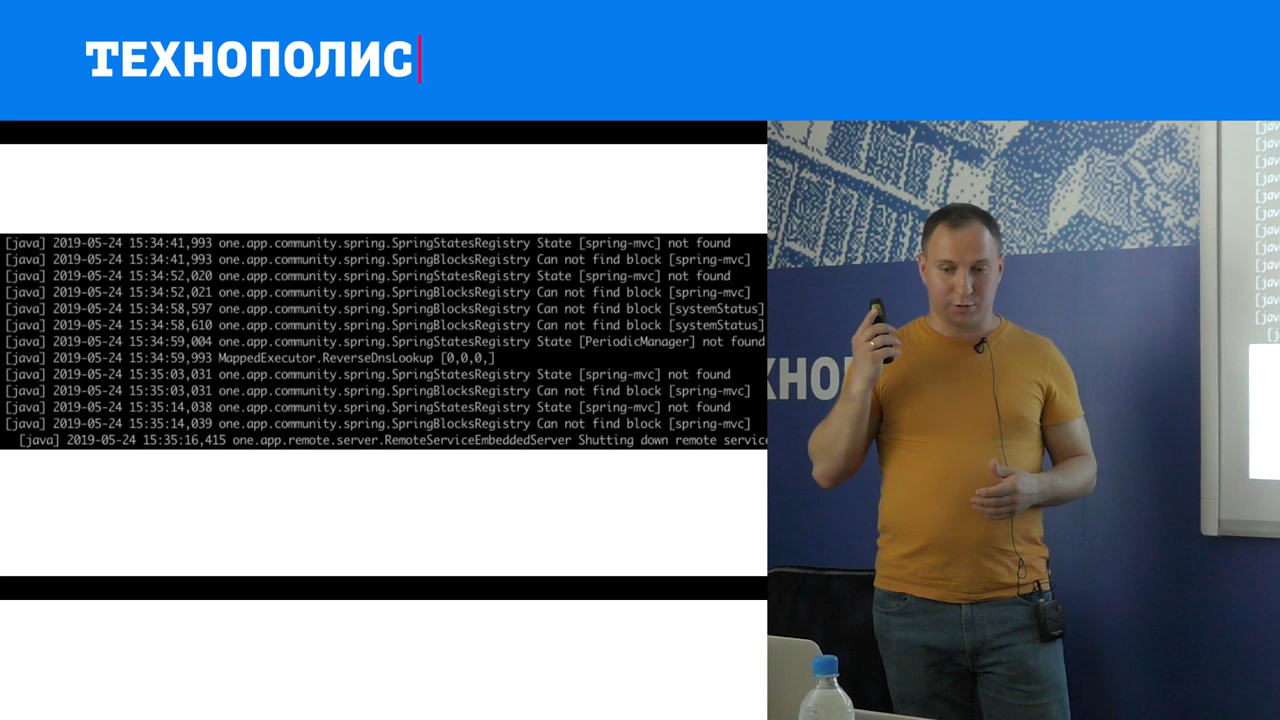 ТЕХНОПОЛИС
[java] 2019-05-24 15:34:41,993 one.app.community.spring.SpringStatesRegistry State [spring-mvc] not found
[java] 2019-05-24 15:34:41,993 one.app.community.spring.SpringBlocksRegistry Can not find block [spring-mvc]
[java] 2019-05-24 15:34:52,020 one.app.community.spring.SpringStatesRegistry State [spring-mvc] not found
[java] 2019-05-24 15:34:52,021 one.app.community.spring.SpringBlocksRegistry Can not find block [spring-mvc]
[java] 2019-05-24 15:34:58,597 one.app.community.spring.SpringBlocksRegistry Can not find block [systemStatus]
[java] 2019-05-24 15:34:58,610 one.app.community.spring.SpringBlocksRegistry Can not find block [systemStatus]
[java] 2019-05-24 15:34:59,004 one.app.community.spring.SpringStatesRegistry State [PeriodicManager] not found
[java] 2019-05-24 15:34:59,993 MappedExecutor.ReverseDnsLookup [0,0,0,]
[java] 2019-05-24 15:35:03,031 one.app.community.spring.SpringStatesRegistry State [spring-mvc] not found
[java] 2019-05-24 15:35:03,031 one.app.community.spring.SpringBlocksRegistry Can not find block [spring-mvc]
[java] 2019-05-24 15:35:14,038 one.app.community.spring.SpringStatesRegistry State [spring-mvc] not found
[java] 2019-05-24 15:35:14,039 one.app.community.spring.SpringBlocksRegistry Can not find block [spring-mvc]
[java] 2019-05-24 15:35:16,415 one.app.remote.server.RemoteServiceEmbeddedServer Shutting down remote service